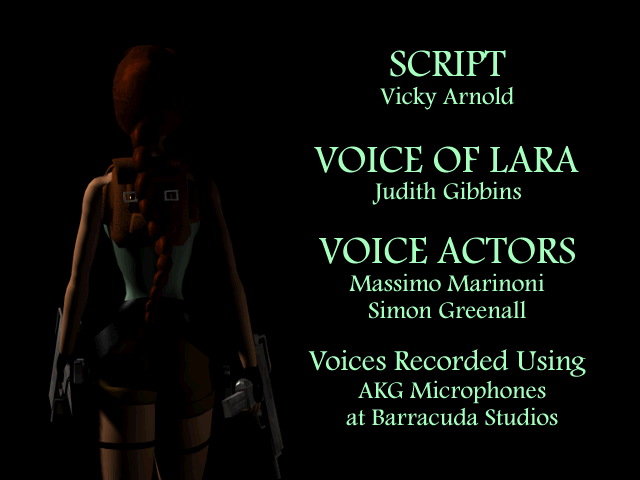 SCRIPT
Vicky Arnold
VOICE OF LARA
Judith Gibbins
VOICE ACTORS
Massimo Marinoni
Simon Greenall
Voices Recorded Using
AKG Microphones
at Barracuda Studios